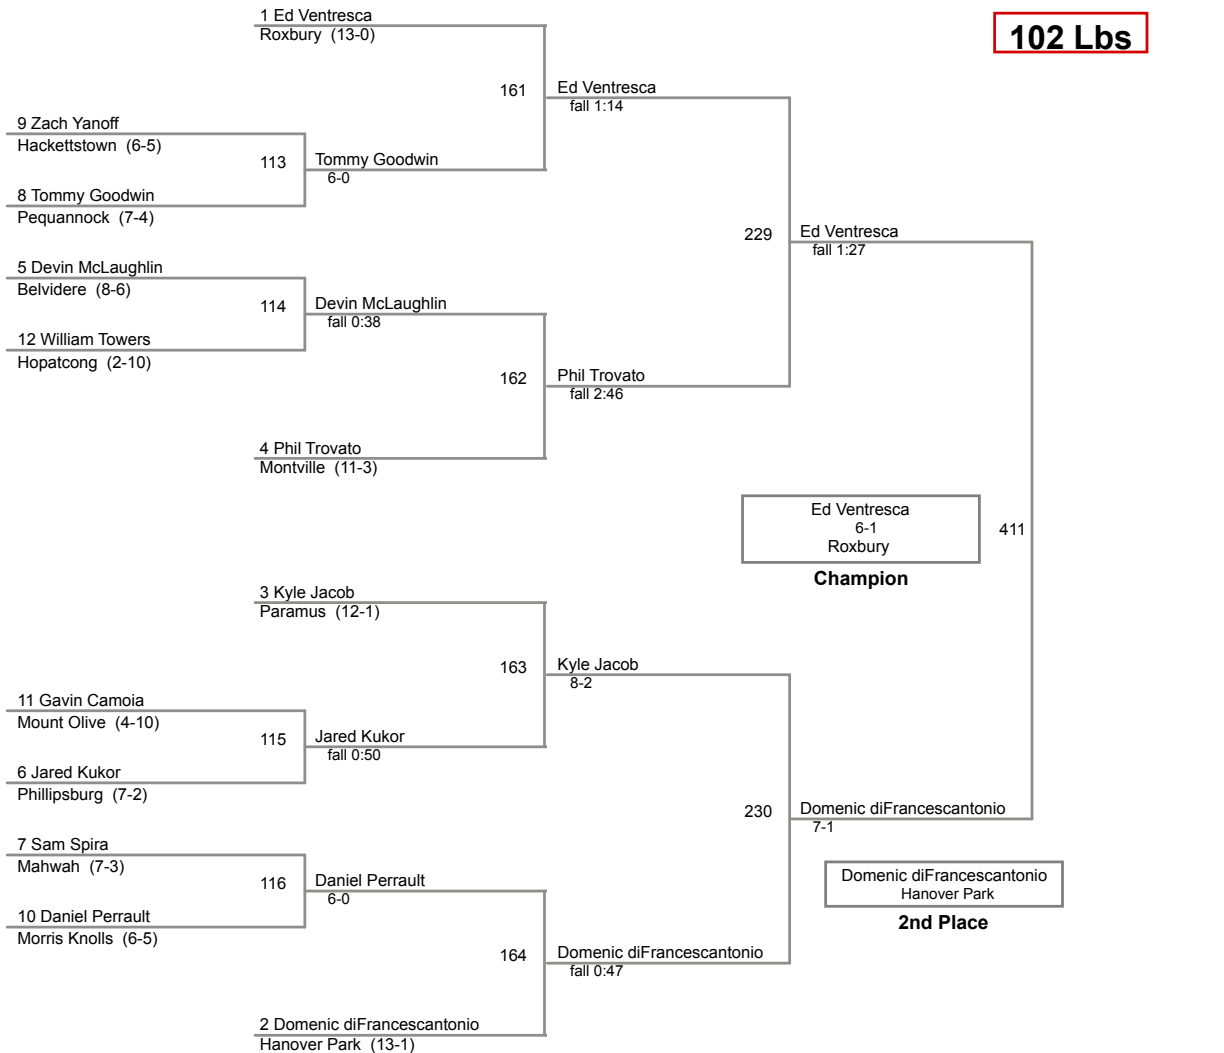 1 Ed Ventresca
Roxbury (13-0)
102 Lbs
161
Ed Ventresca
fall 1:14
9 Zach Yanoff
Hackettstown (6-5)
113
Tommy Goodwin
6-0
8 Tommy Goodwin
Pequannock (7-4)
229
Ed Ventresca
fall 1:27
5 Devin McLaughlin
Belvidere (8-6)
114
Devin McLaughlin
fall 0:38
12 William Towers
Hopatcong (2-10)
162
Phil Trovato
fall 2:46
4 Phil Trovato
Montville (11-3)
Ed Ventresca
6-1
Roxbury
411
Champion
3 Kyle Jacob
Paramus (12-1)
163
Kyle Jacob
8-2
11 Gavin Camoia
Mount Olive (4-10)
115
Jared Kukor
fall 0:50
6 Jared Kukor
Phillipsburg (7-2)
230
Domenic diFrancescantonio
7-1
7 Sam Spira
Mahwah (7-3)
116
Daniel Perrault
6-0
Domenic diFrancescantonio
Hanover Park
2nd Place
10 Daniel Perrault
Morris Knolls (6-5)
164
Domenic diFrancescantonio
fall 0:47
2 Domenic diFrancescantonio
Hanover Park (13-1)